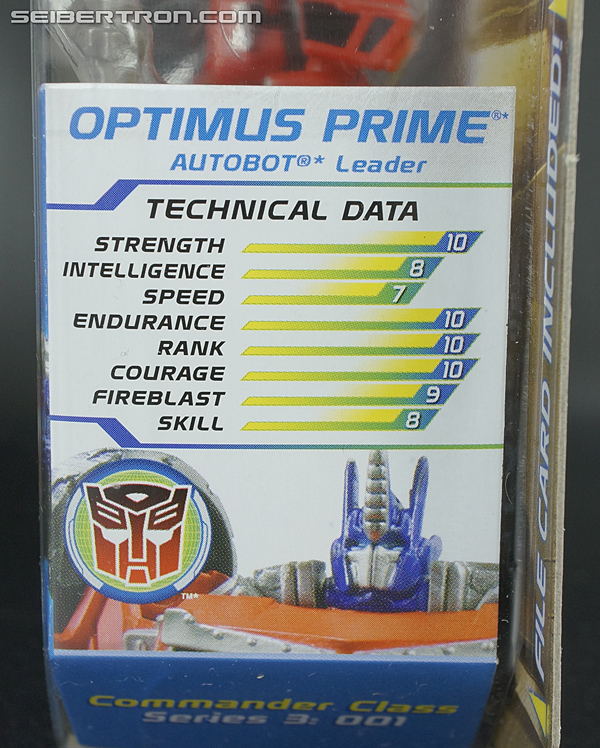 SEIBERTRON.COM
OPTIMUS PRIME®*
AUTOBOT®* Leader
TECHNICAL DATA
STRENGTH 10
INTELLIGENCE 8
SPEED 7
ENDURANCE 10
RANK 10
COURAGE 10
FIREBLAST 9
SKILL 8
TM*
Commander Class
Series 3: 001
FILE CARD INCLUDED!